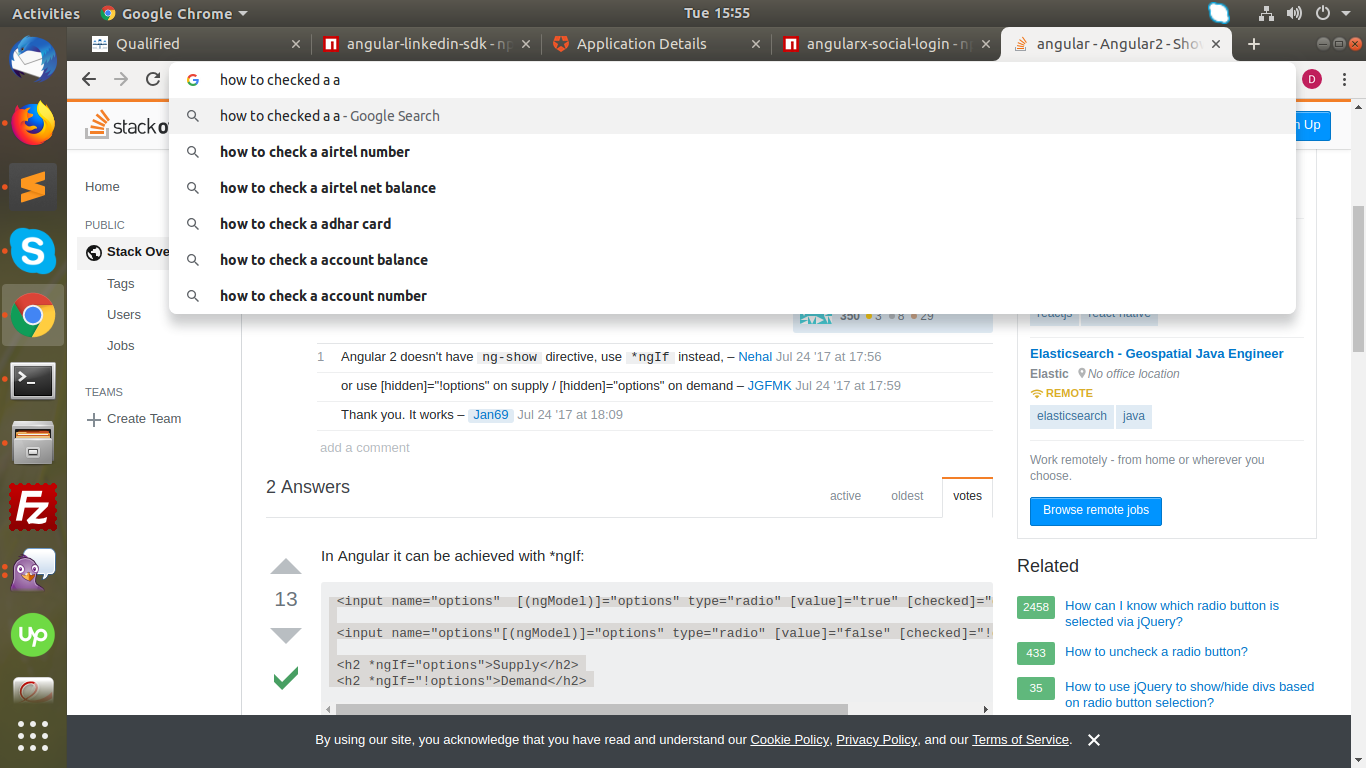 Activities
Google Chrome
Tue 15:55
Qualified
angular-linkedin-sdk - np
Application Details
angularx-social-login - np
angular - Angular2 - Sho
how to checked a a
D
how to checked a a - Google Search
how to check a airtel number
how to check a airtel net balance
how to check a adhar card
how to check a account balance
how to check a account number
stack
n Up
Home
PUBLIC
Stack Ove
Tags
Users
Jobs
TEAMS
Create Team
350 3 8 29
reactjs react-native
1 Angular 2 doesn't have ng-show directive, use *ngIf instead, – Nehal Jul 24 '17 at 17:56
or use [hidden]="!options" on supply / [hidden]="options" on demand – JGFMK Jul 24 '17 at 17:59
Thank you. It works – Jan69 Jul 24 '17 at 18:09
add a comment
2 Answers
active oldest votes
13
In Angular it can be achieved with *ngIf:
<input name="options"  [(ngModel)]="options" type="radio" [value]="true" [checked]="
<input name="options"[(ngModel)]="options" type="radio" [value]="false" [checked]="!
<h2 *ngIf="options">Supply</h2>
<h2 *ngIf="!options">Demand</h2>
Elasticsearch - Geospatial Java Engineer
Elastic No office location
REMOTE
elasticsearch java
Work remotely - from home or wherever you
choose.
Browse remote jobs
Related
2458 How can I know which radio button is
selected via jQuery?
433 How to uncheck a radio button?
35 How to use jQuery to show/hide divs based
on radio button selection?
By using our site, you acknowledge that you have read and understand our Cookie Policy, Privacy Policy, and our Terms of Service.